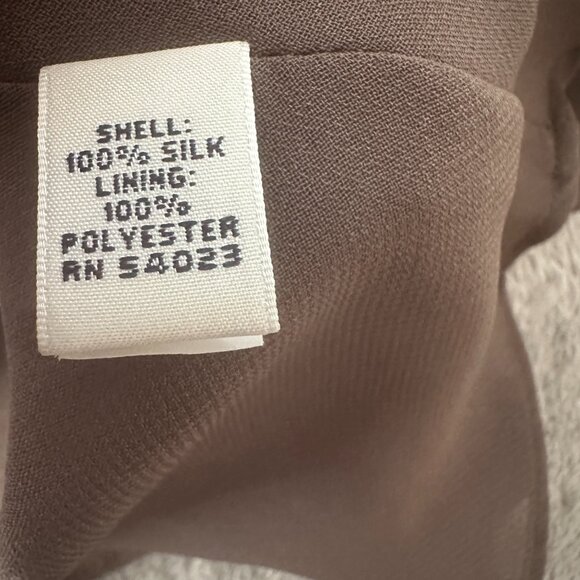 SHELL:
100% SILK
LINING:
100%
POLYESTER
RN 54023